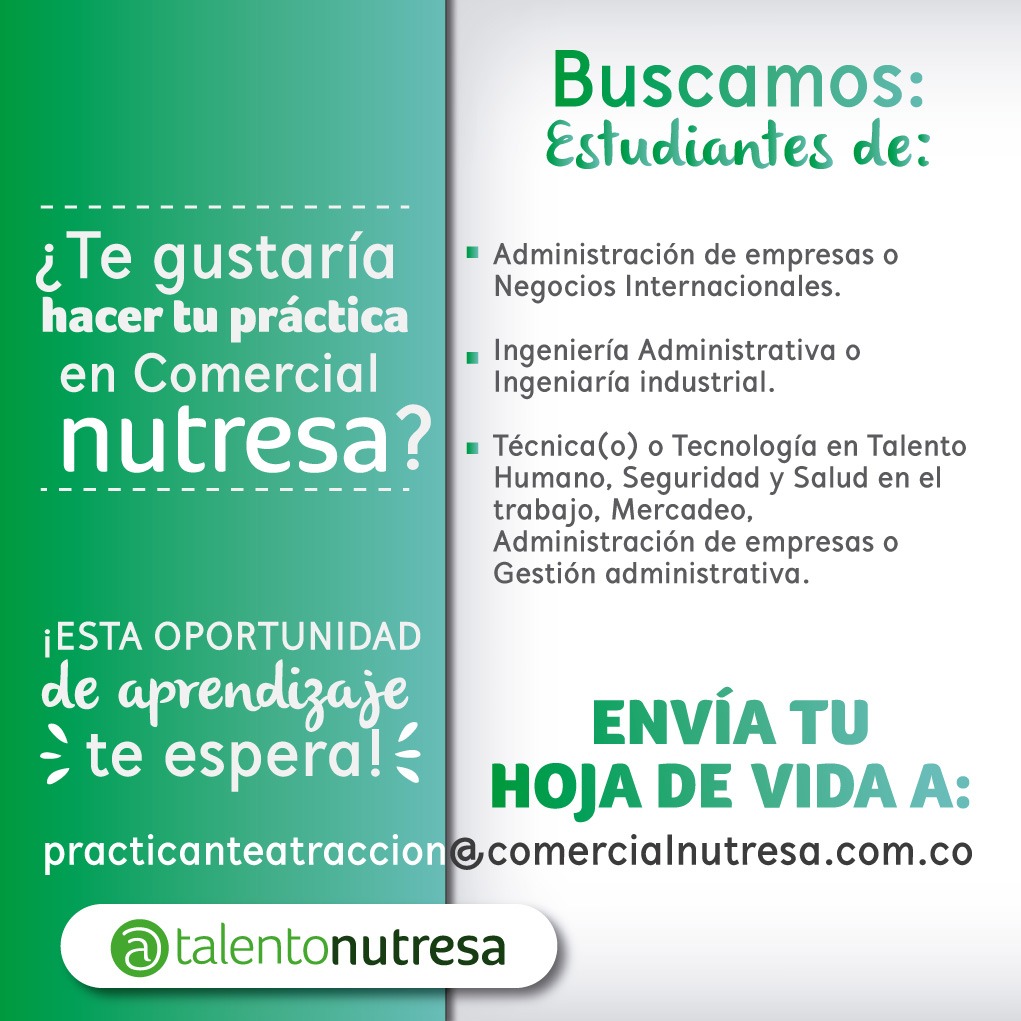 ¿Te gustaría
hacer tu práctica
en Comercial
nutresa?
¡ESTA OPORTUNIDAD
de aprendizaje
te espera!
Buscamos:
Estudiantes de:
Administración de empresas o
Negocios Internacionales.
Ingeniería Administrativa o
Ingeniaría industrial.
Técnica(o) o Tecnología en Talento
Humano, Seguridad y Salud en el
trabajo, Mercadeo,
Administración de empresas o
Gestión administrativa.
ENVÍA TU
HOJA DE VIDA A:
practicanteatraccion@comercialnutresa.com.co
@talentonutresa